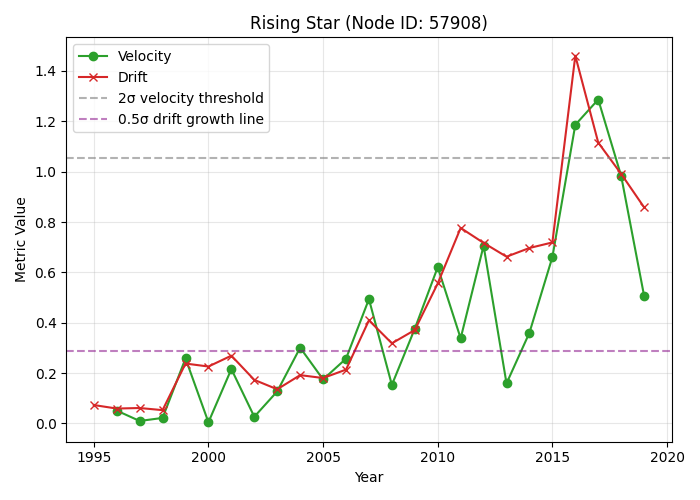 Rising Star (Node ID: 57908)
Velocity
Drift
2σ velocity threshold
0.5σ drift growth line
Metric Value
1.4
1.2
1.0
0.8
0.6
0.4
0.2
0.0
1995 2000 2005 2010 2015 2020
Year